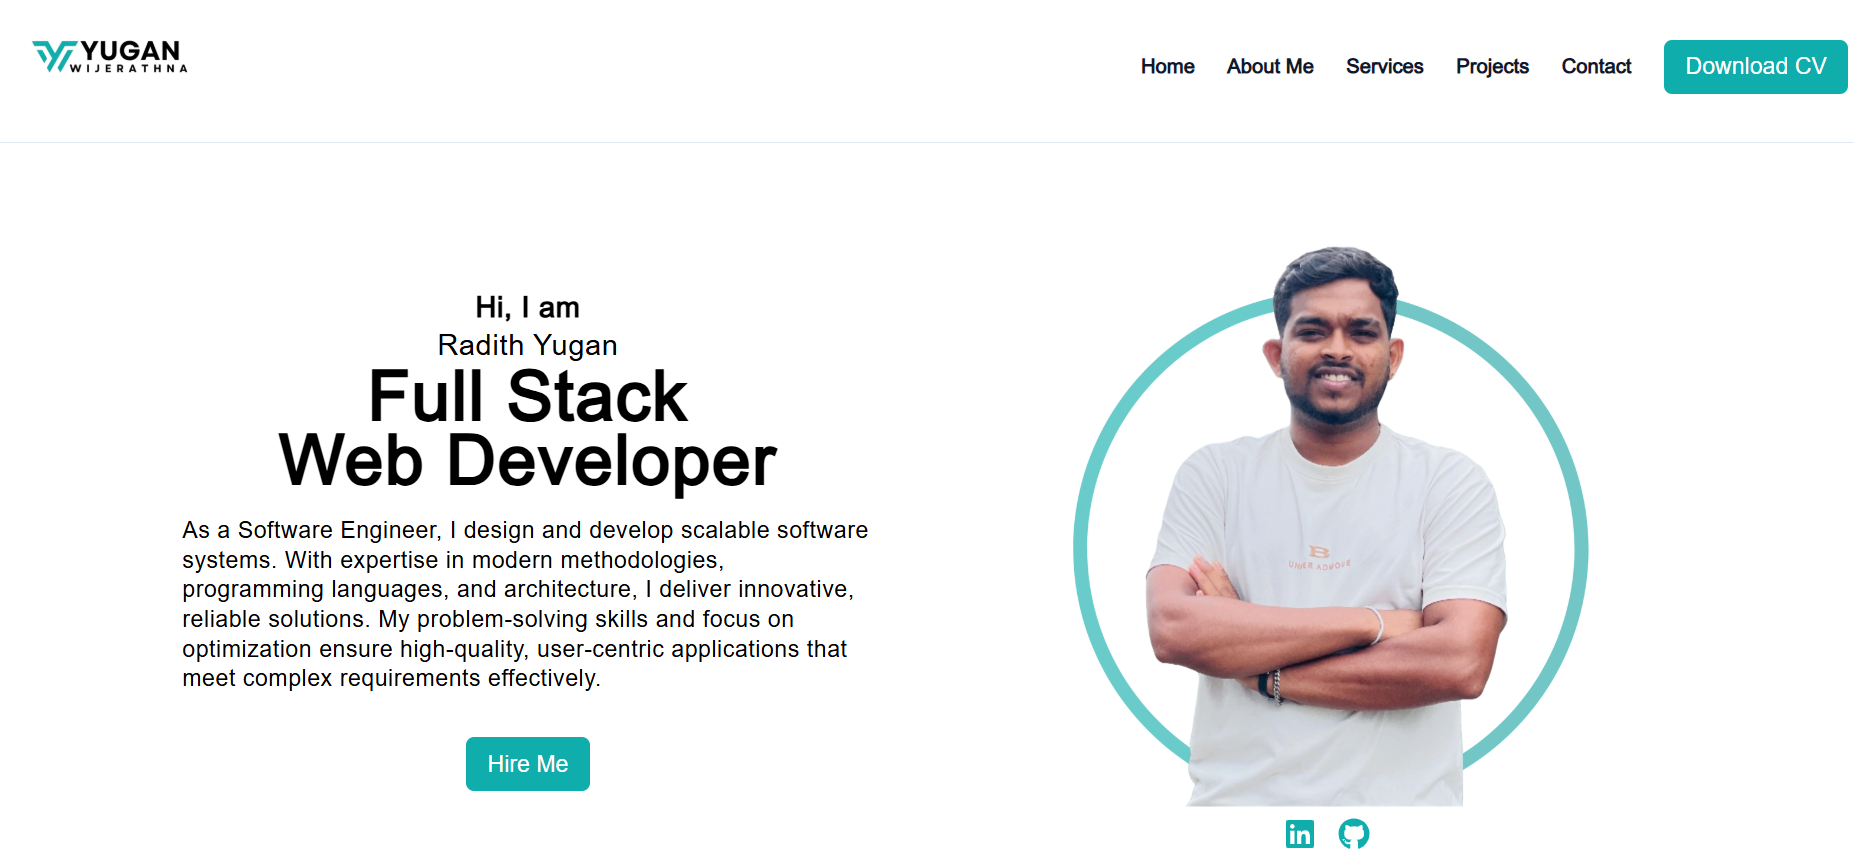 YUGAN
WIJERATHNA
Home About Me Services Projects Contact Download CV
Hi, I am
Radith Yugan
Full Stack
Web Developer
As a Software Engineer, I design and develop scalable software
systems. With expertise in modern methodologies,
programming languages, and architecture, I deliver innovative,
reliable solutions. My problem-solving skills and focus on
optimization ensure high-quality, user-centric applications that
meet complex requirements effectively.
Hire Me
B
in